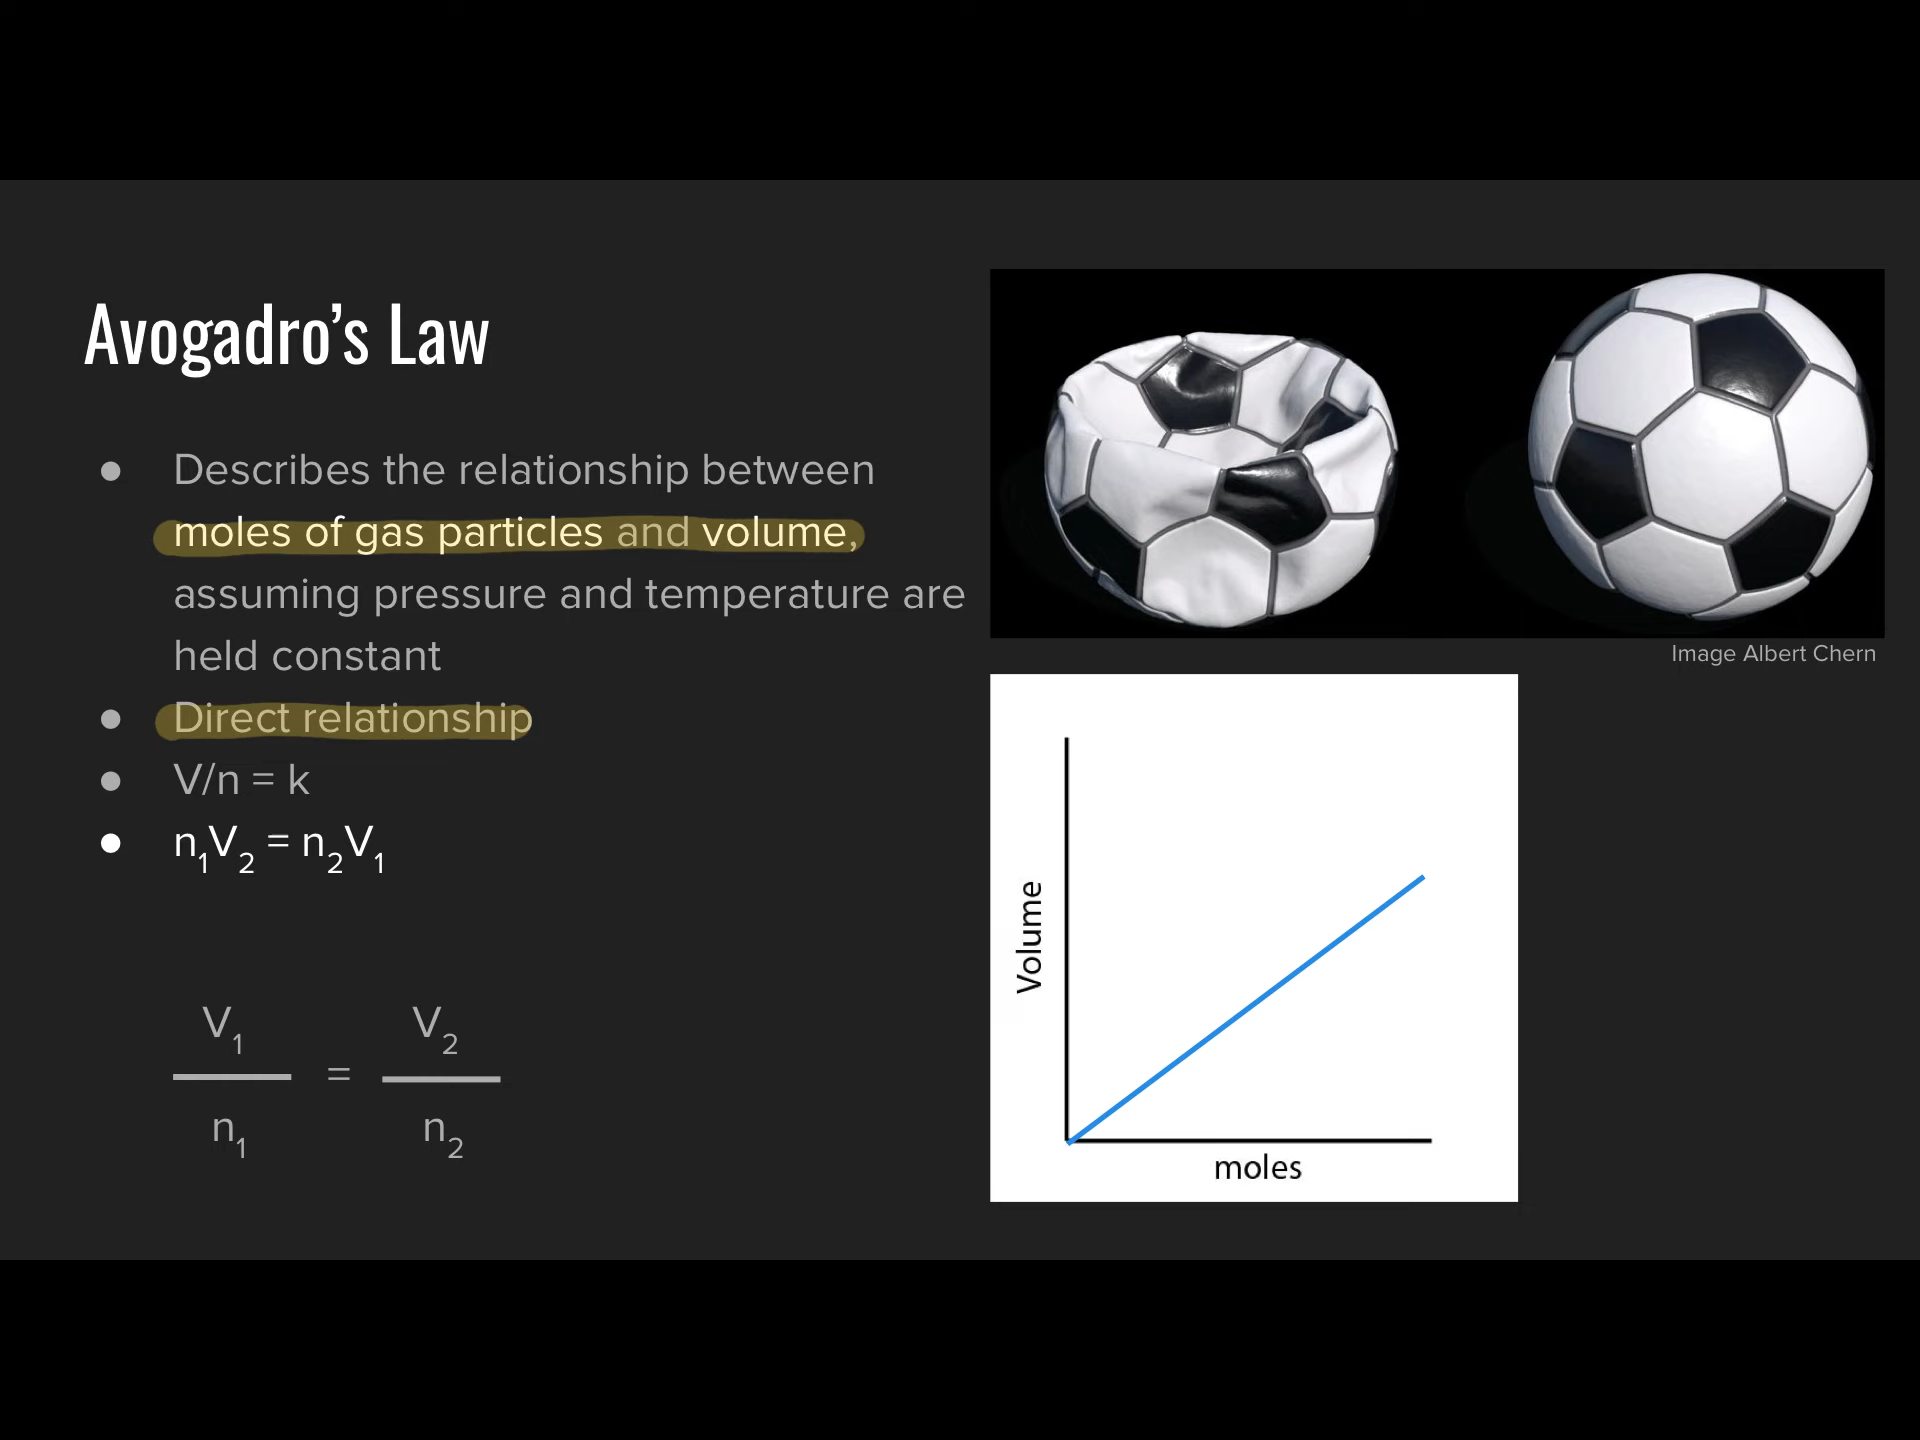 Avogadro’s Law
● Describes the relationship between
moles of gas particles and volume,
assuming pressure and temperature are
held constant
● Direct relationship
● V/n = k
● n₁V₂ = n₂V₁
V₁ = V₂
n₁ n₂
Image Albert Chern
Volume
moles